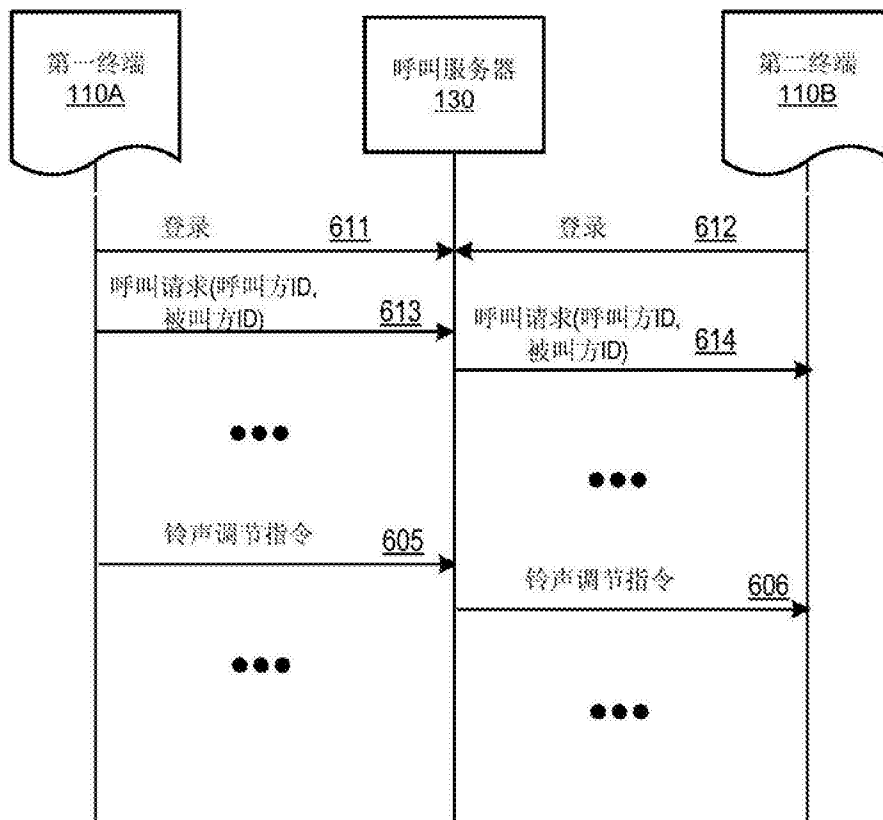 第一终端
110A
呼叫服务器
130
第二终端
110B
登录 611
登录 612
呼叫请求(呼叫方ID,
被叫方ID) 613
呼叫请求(呼叫方ID,
被叫方ID) 614
铃声调节指令 605
铃声调节指令 606